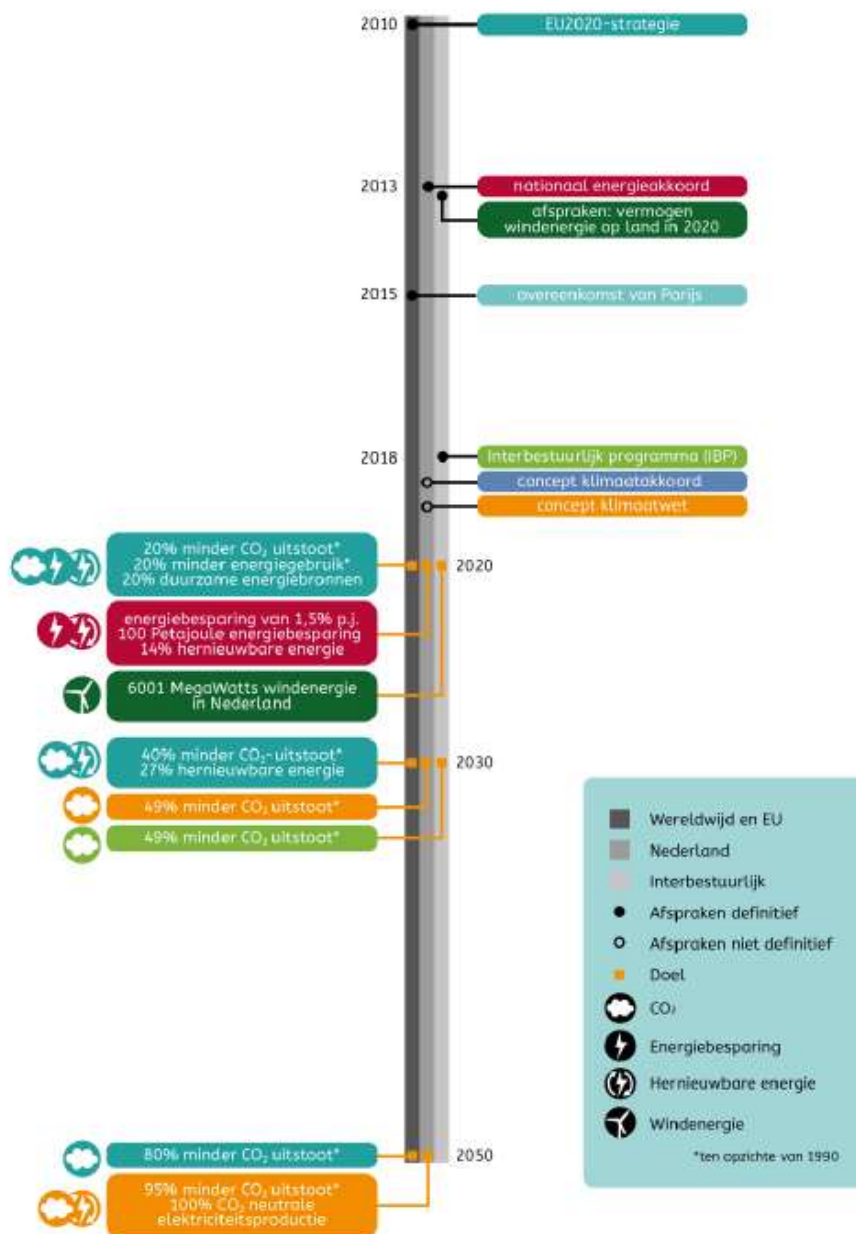 2010
EU2020-strategie
2013
nationaal energieakkoord
afspraken: vermogen
windenergie op land in 2020
2015
overeenkomst van Parijs
2018
Interbestuurlijk programma (IBP)
concept klimaatakkoord
concept klimaatwet
20% minder CO₂ uitstoot*
20% minder energiegebruik*
20% duurzame energiebronnen
2020
energiebesparing van 1,5% p.j.
100 Petajoule energiebesparing
14% hernieuwbare energie
6001 MegaWatts windenergie
in Nederland
40% minder CO₂-uitstoot*
27% hernieuwbare energie
2030
49% minder CO₂ uitstoot*
49% minder CO₂ uitstoot*
Wereldwijd en EU
Nederland
Interbestuurlijk
Afspraken definitief
Afspraken niet definitief
Doel
CO₂
Energiebesparing
Hernieuwbare energie
Windenergie
*ten opzichte van 1990
80% minder CO₂ uitstoot*
2050
95% minder CO₂ uitstoot*
100% CO₂ neutrale
elektriciteitsproductie